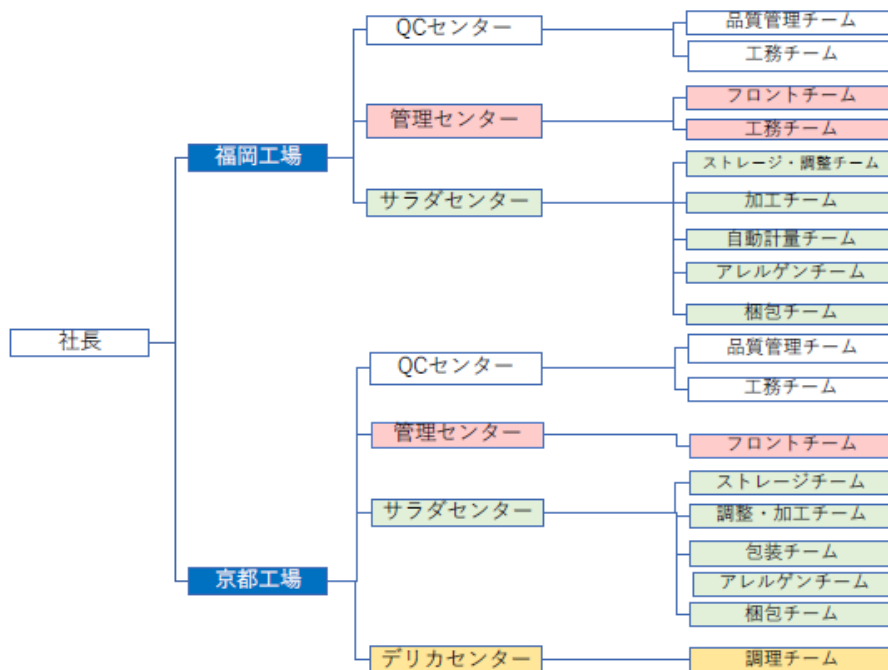 社長
福岡工場
QCセンター
品質管理チーム
工務チーム
管理センター
フロントチーム
工務チーム
サラダセンター
ストレージ・調整チーム
加工チーム
自動計量チーム
アレルゲンチーム
梱包チーム
京都工場
QCセンター
品質管理チーム
工務チーム
管理センター
フロントチーム
サラダセンター
ストレージチーム
調整・加工チーム
包装チーム
アレルゲンチーム
梱包チーム
デリカセンター
調理チーム